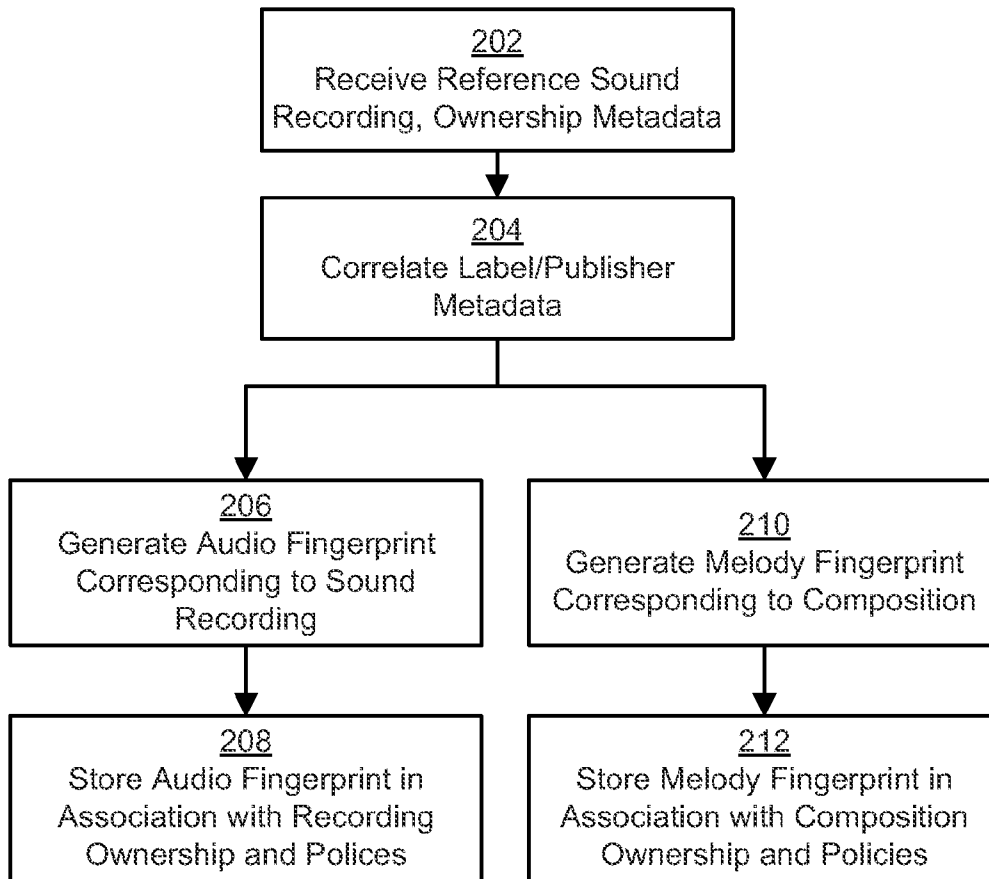 202
Receive Reference Sound
Recording, Ownership Metadata
204
Correlate Label/Publisher
Metadata
206
Generate Audio Fingerprint
Corresponding to Sound
Recording
210
Generate Melody Fingerprint
Corresponding to Composition
208
Store Audio Fingerprint in
Association with Recording
Ownership and Polices
212
Store Melody Fingerprint in
Association with Composition
Ownership and Policies